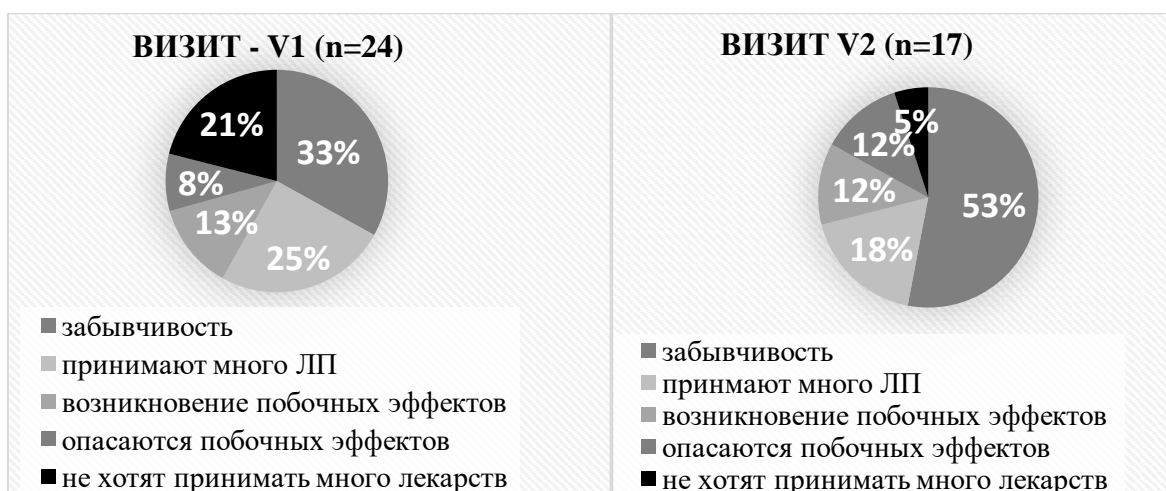 ВИЗИТ - V1 (n=24)
21%
33%
8%
13%
25%
забывчивость
принимают много ЛП
возникновение побочных эффектов
опасаются побочных эффектов
не хотят принимать много лекарств
ВИЗИТ V2 (n=17)
5%
12%
12%
53%
18%
забывчивость
принмают много ЛП
возникновение побочных эффектов
опасаются побочных эффектов
не хотят принимать много лекарств